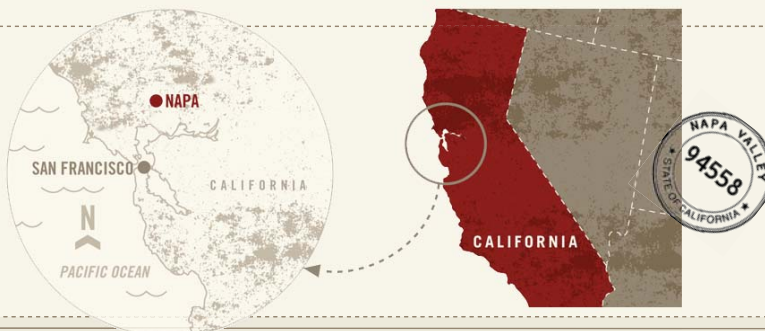 NAPA
SAN FRANCISCO
CALIFORNIA
N
PACIFIC OCEAN
CALIFORNIA
NAPA VALLEY
94558
STATE OF CALIFORNIA